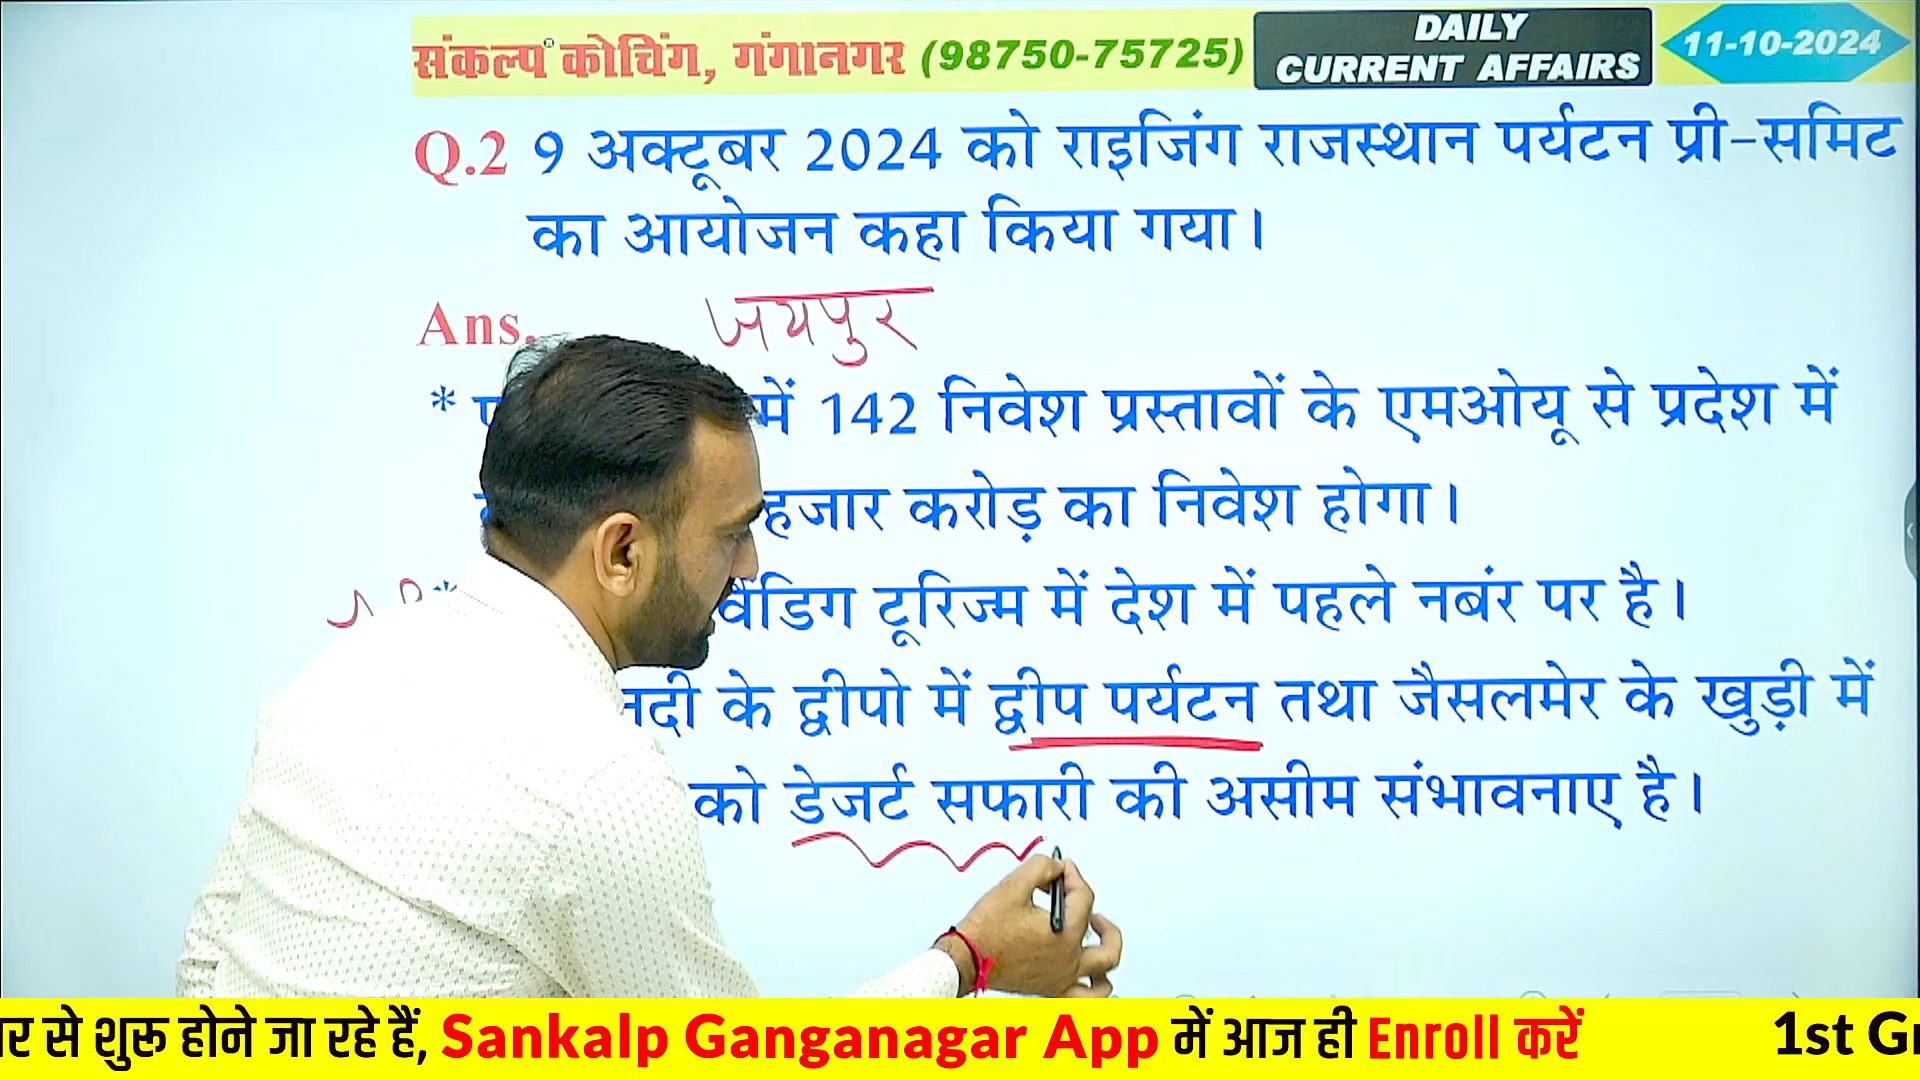 संकल्प® कोचिंग, गंगानगर (98750-75725)
DAILY
CURRENT AFFAIRS
11-10-2024
Q.2 9 अक्टूबर 2024 को राइजिंग राजस्थान पर्यटन प्री-समिट
का आयोजन कहा किया गया।
Ans. जयपुर
* में 142 निवेश प्रस्तावों के एमओयू से प्रदेश में
हजार करोड़ का निवेश होगा।
* वैडिग टूरिज्म में देश में पहले नबंर पर है।
नदी के द्वीपो में द्वीप पर्यटन तथा जैसलमेर के खुड़ी में
को डेजर्ट सफारी की असीम संभावनाए है।
से शुरू होने जा रहे हैं, Sankalp Ganganagar App में आज ही Enroll करें 1st